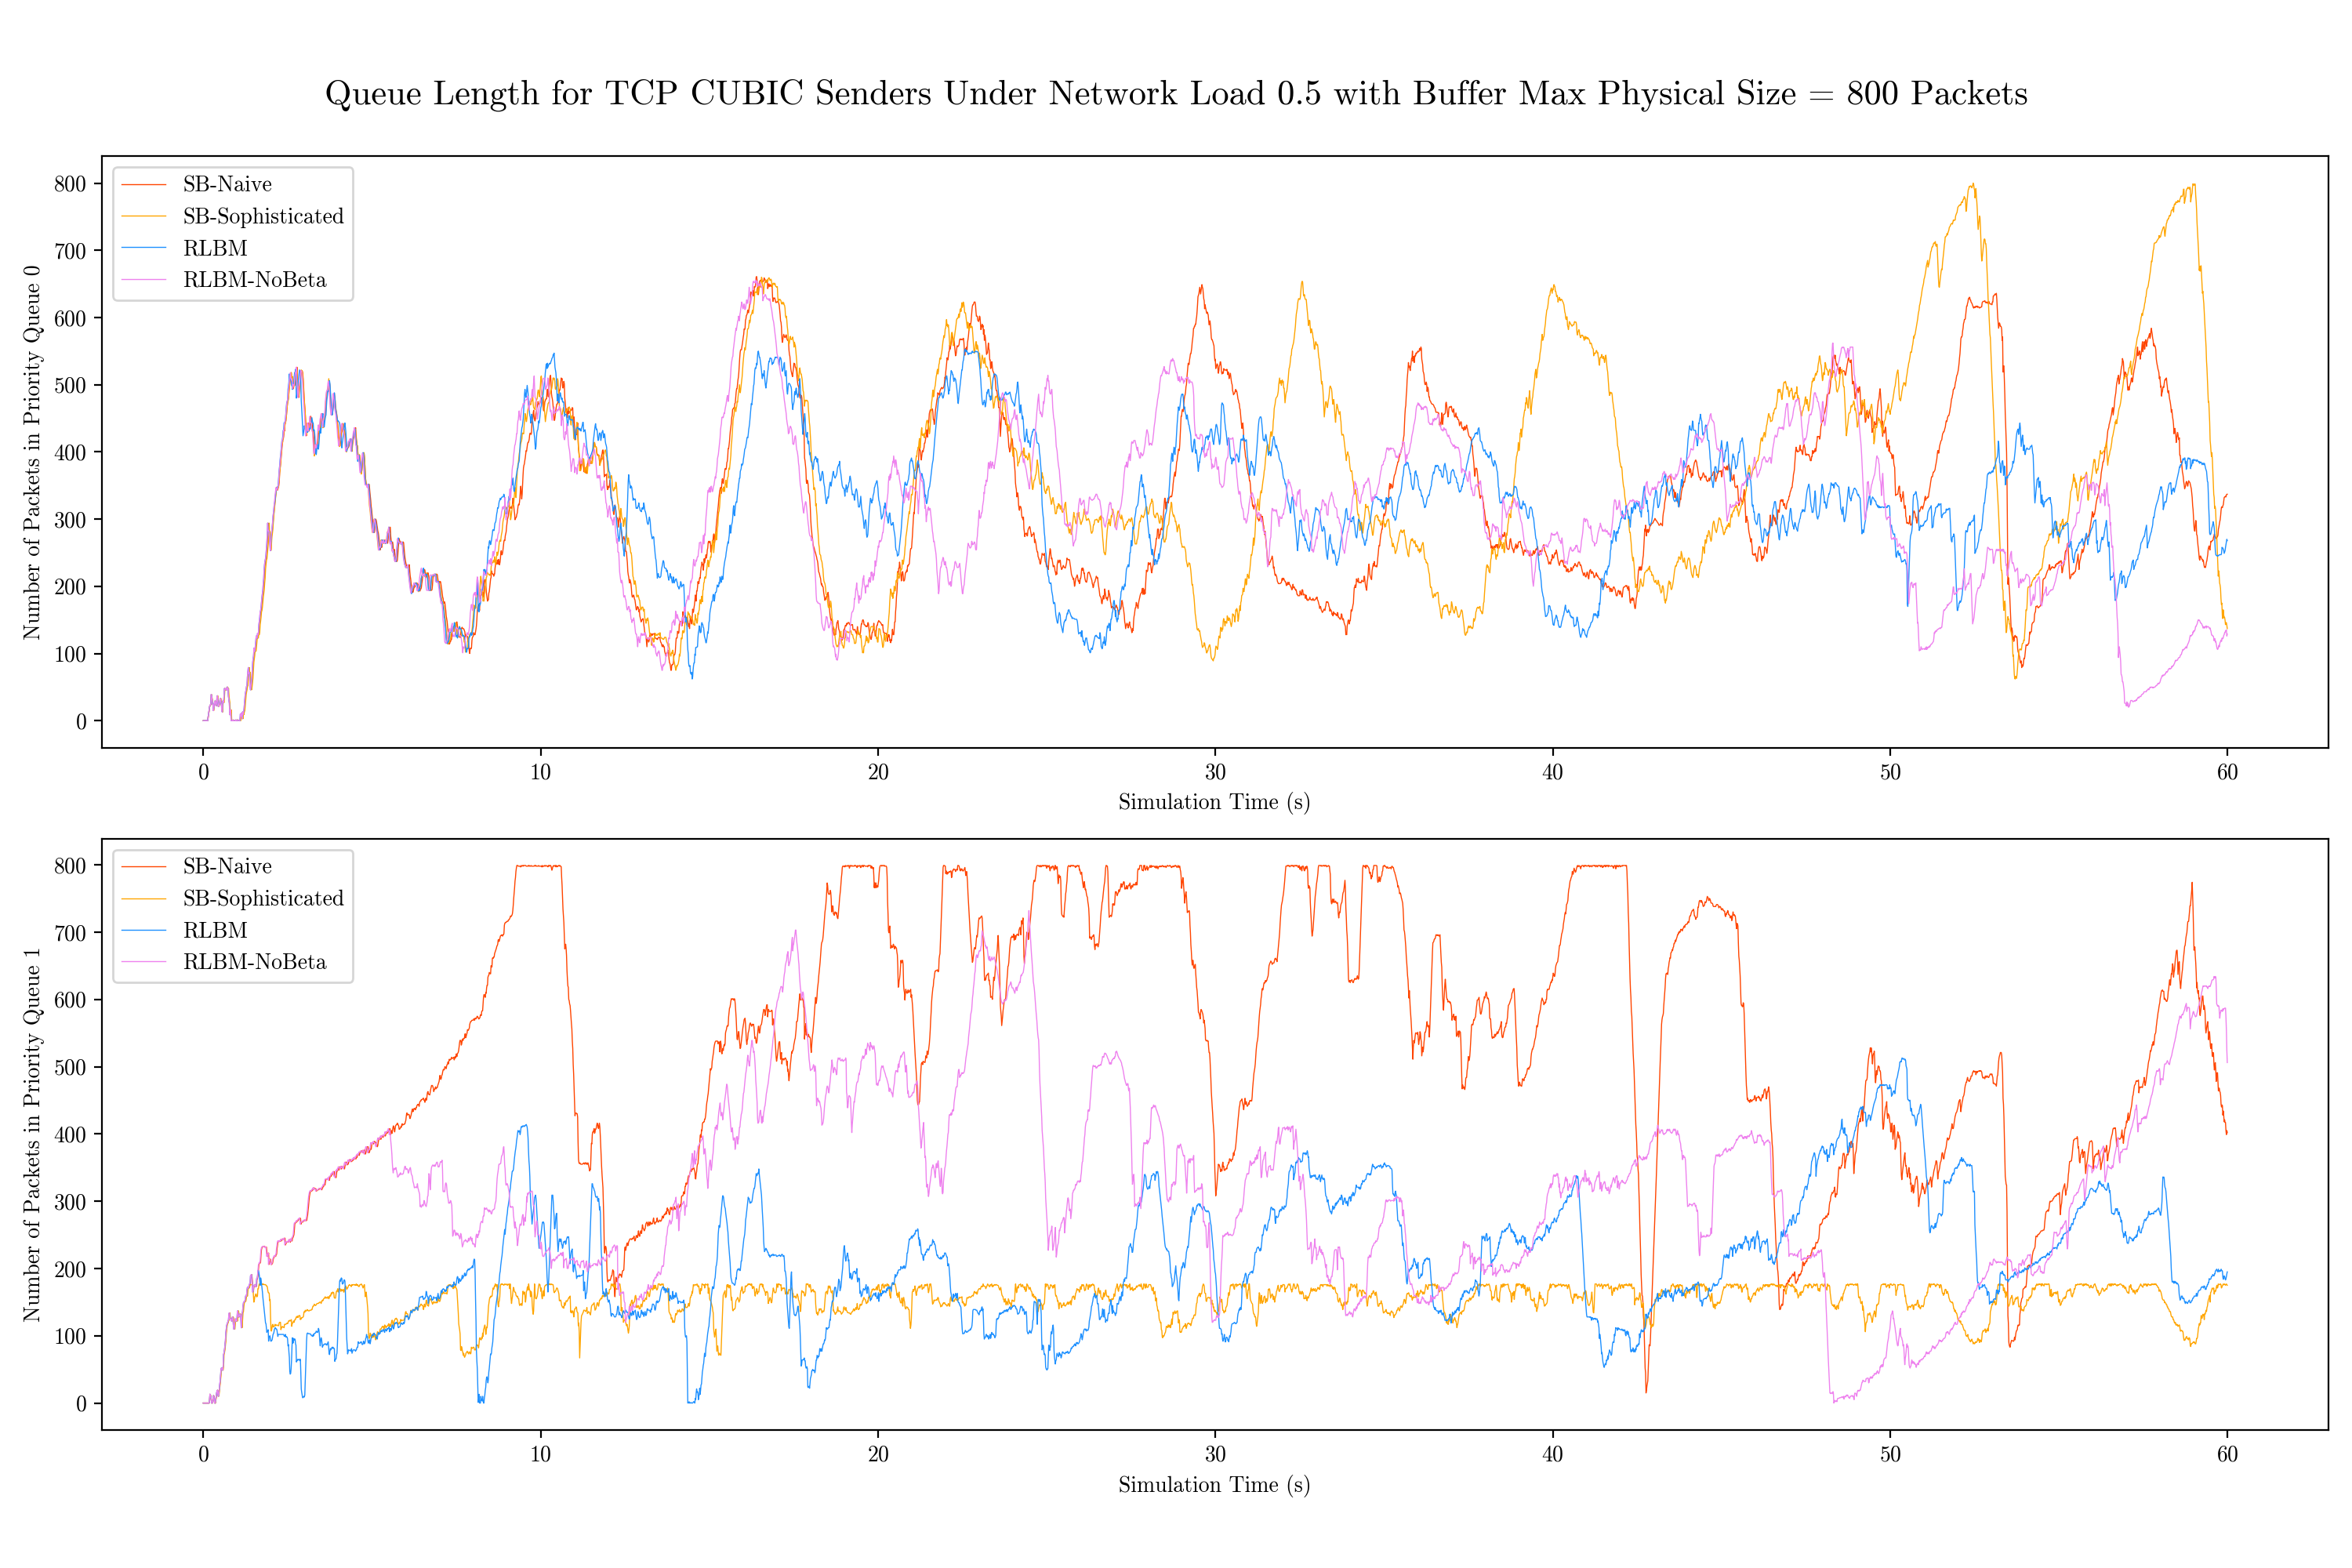 Queue Length for TCP CUBIC Senders Under Network Load 0.5 with Buffer Max Physical Size = 800 Packets
Number of Packets in Priority Queue 0
800
700
600
500
400
300
200
100
0
SB-Naive
SB-Sophisticated
RLBM
RLBM-NoBeta
0 10 20 30 40 50 60
Simulation Time (s)
Number of Packets in Priority Queue 1
800
700
600
500
400
300
200
100
0
SB-Naive
SB-Sophisticated
RLBM
RLBM-NoBeta
0 10 20 30 40 50 60
Simulation Time (s)